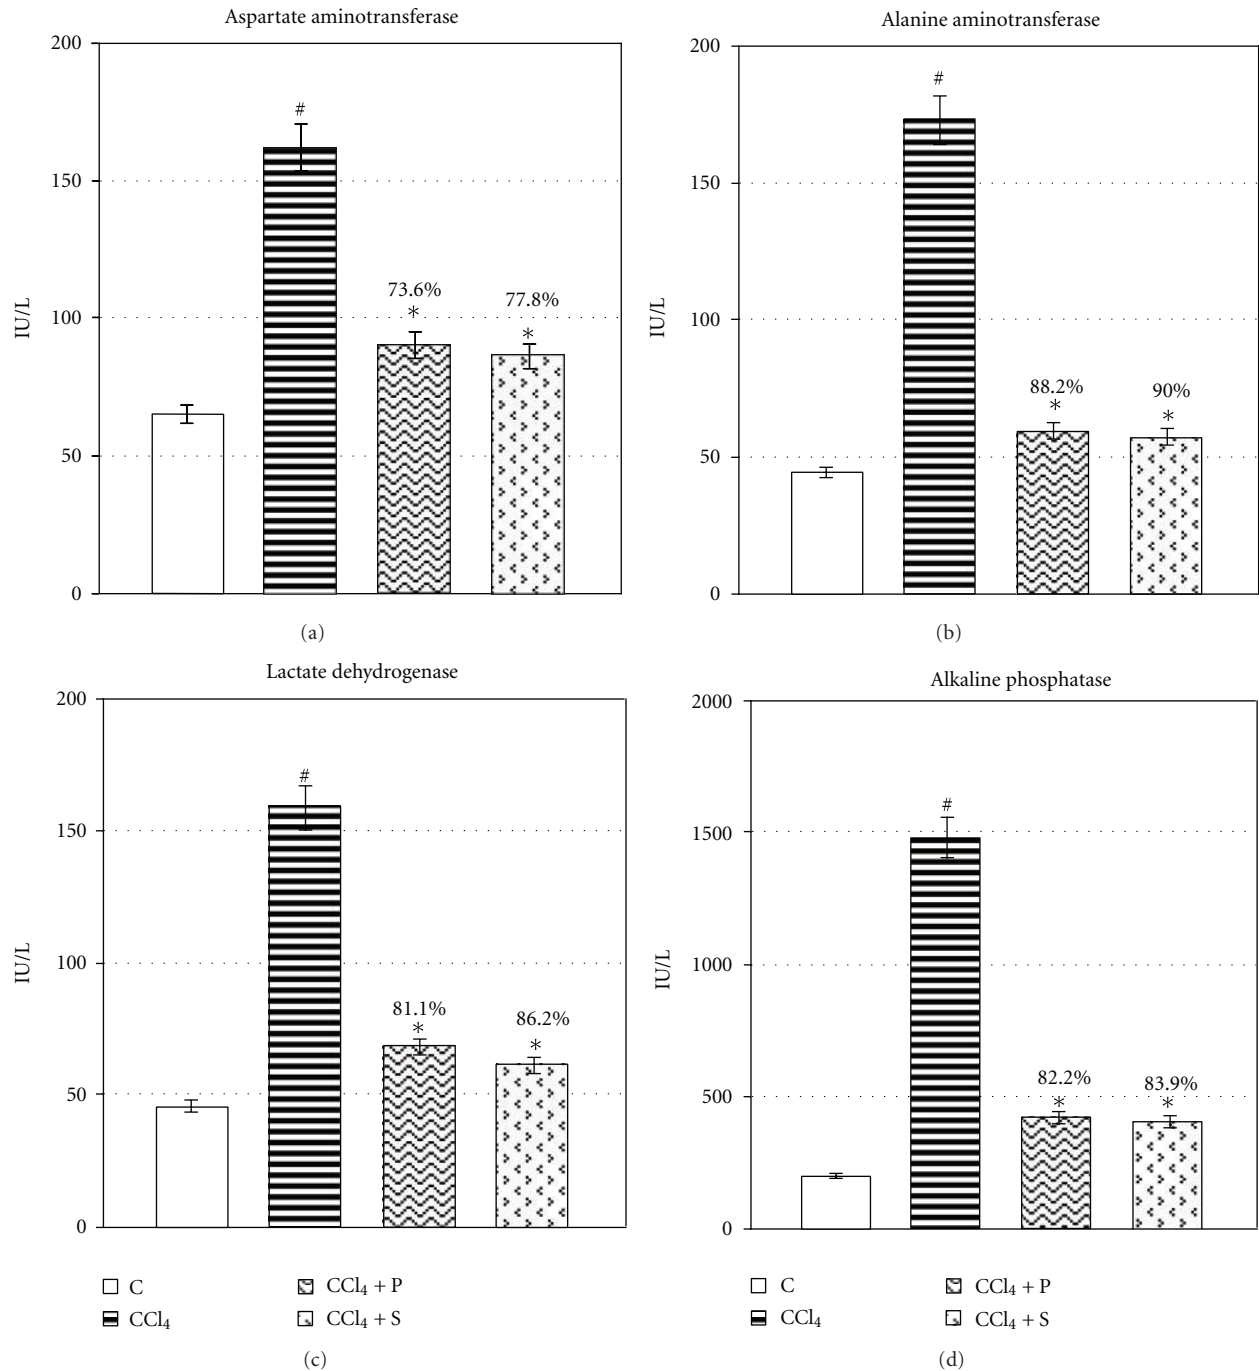 Aspartate aminotransferase
200
#
150
73.6%
*
77.8%
*
IU/L
100
50
0
(a)
Alanine aminotransferase
200
#
150
IU/L
100
88.2%
*
90%
*
50
0
(b)
Lactate dehydrogenase
200
#
150
IU/L
100
81.1%
*
86.2%
*
50
0
C
CCl₄ + P
CCl₄
CCl₄ + S
(c)
Alkaline phosphatase
2000
#
1500
IU/L
1000
82.2%
*
83.9%
*
500
0
C
CCl₄ + P
CCl₄
CCl₄ + S
(d)